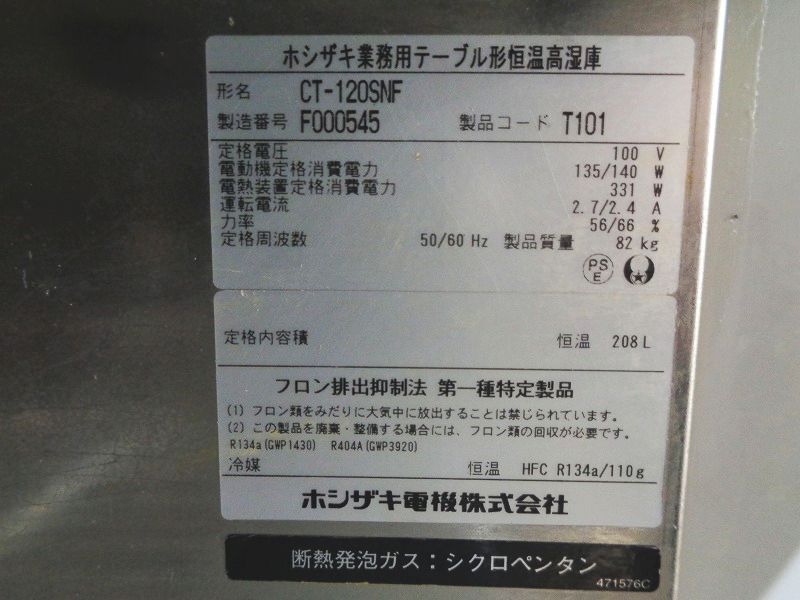 ホシザキ業務用テーブル形恒温高湿庫
形名 CT-120SNF
製造番号 F000545 製品コード T101
定格電圧 100 V
電動機定格消費電力 135/140 W
電熱装置定格消費電力 331 W
運転電流 2.7/2.4 A
力率 56/66 %
定格周波数 50/60 Hz 製品質量 82 kg
PS E
定格内容積 恒温 208 L
フロン排出抑制法 第一種特定製品
(1) フロン類をみだりに大気中に放出することは禁じられています。
(2) この製品を廃棄・整備する場合には、フロン類の回収が必要です。
R134a(GWP1430) R404A(GWP3920)
冷媒 恒温 HFC R134a/110g
ホシザキ電機株式会社
断熱発泡ガス：シクロペンタン
471576C